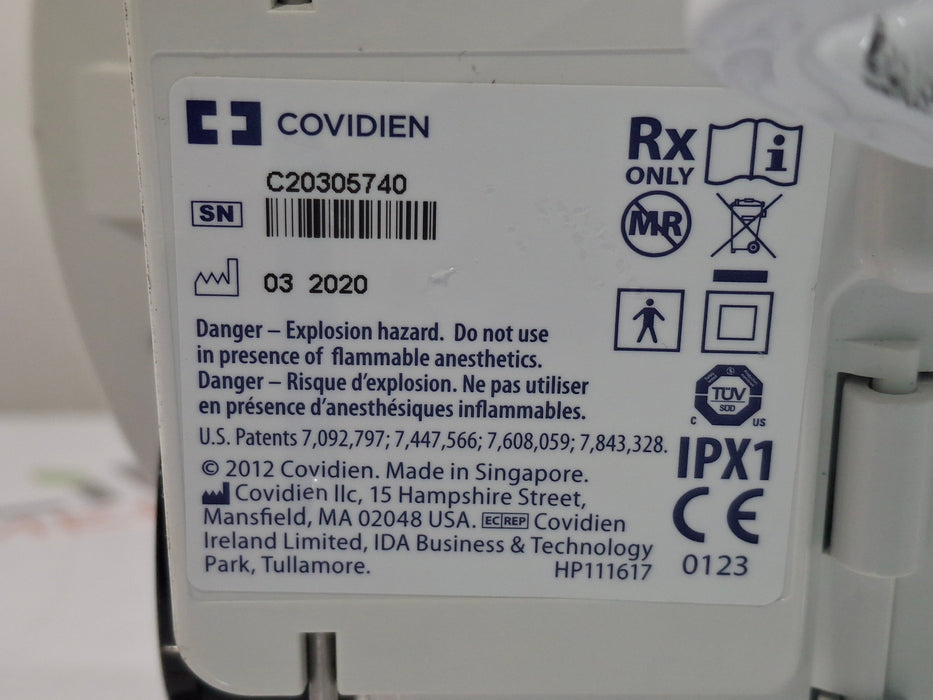 COVIDIEN
C20305740
SN
03 2020
Danger – Explosion hazard. Do not use
in presence of flammable anesthetics.
Danger – Risque d'explosion. Ne pas utiliser
en présence d'anesthésiques inflammables.
U.S. Patents 7,092,797; 7,447,566; 7,608,059; 7,843,328.
© 2012 Covidien. Made in Singapore.
Covidien llc, 15 Hampshire Street,
Mansfield, MA 02048 USA. EC REP Covidien
Ireland Limited, IDA Business & Technology
Park, Tullamore.
HP111617
Rx
ONLY
i
MR
TÜV
SÜD
C US
IPX1
CE
0123